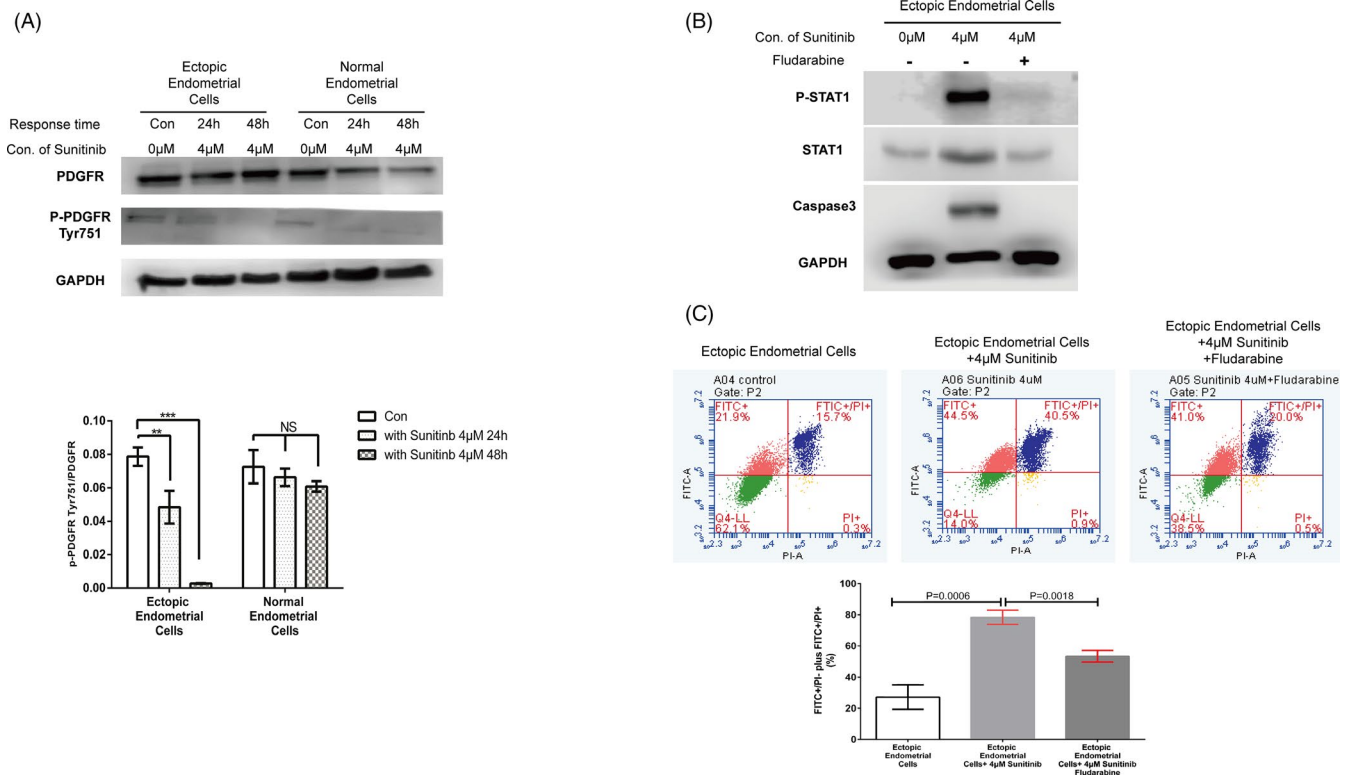 (A)
Ectopic
Endometrial
Cells
Normal
Endometrial
Cells
Response time Con 24h 48h Con 24h 48h
Con. of Sunitinib 0μM 4μM 4μM 0μM 4μM 4μM
PDGFR
P-PDGFR
Tyr751
GAPDH
p-PDGFR Tyr751/PDGFR
0.10
0.08
0.06
0.04
0.02
0.00
***
**
NS
Con
with Sunitinb 4μM 24h
with Sunitinb 4μM 48h
Ectopic
Endometrial
Cells
Normal
Endometrial
Cells
(B)
Ectopic Endometrial Cells
Con. of Sunitinib 0μM 4μM 4μM
Fludarabine - - +
P-STAT1
STAT1
Caspase3
GAPDH
(C)
Ectopic Endometrial Cells
A04 control
Gate: P2
FITC+
21.9%
FTIC+/PI+
15.7%
Q4-LL
62.1%
PI+
0.3%
FITC-A
PI-A
Ectopic Endometrial Cells
+4μM Sunitinib
A06 Sunitinib 4uM
Gate: P2
FITC+
44.5%
FTIC+/PI+
40.5%
Q4-LL
14.0%
PI+
0.9%
FITC-A
PI-A
Ectopic Endometrial Cells
+4μM Sunitinib
+Fludarabine
A05 Sunitinib 4uM+Fludarabine
Gate: P2
FITC+
41.0%
FTIC+/PI+
20.0%
Q4-LL
38.5%
PI+
0.5%
FITC-A
PI-A
FITC+/PI- plus FITC+/PI+
(%)
100
80
60
40
20
0
P=0.0006
P=0.0018
Ectopic
Endometrial
Cells
Ectopic
Endometrial
Cells+ 4μM Sunitinib
Ectopic
Endometrial
Cells+ 4μM Sunitinib
Fludarabine